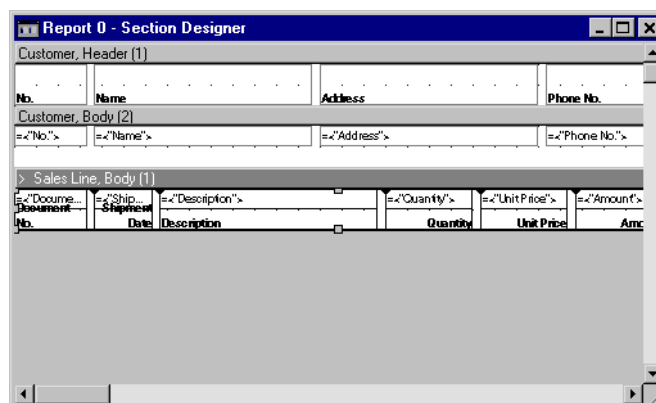 Report 0 - Section Designer
Customer, Header (1)
No. Name Address Phone No.
Customer, Body (2)
=<"No."> =<"Name"> =<"Address"> =<"Phone No.">
> Sales Line, Body (1)
=<"Docume... =<"Ship... =<"Description"> =<"Quantity"> =<"Unit Price"> =<"Amount">
Document Shipment
No. Date Description Quantity Unit Price Amo